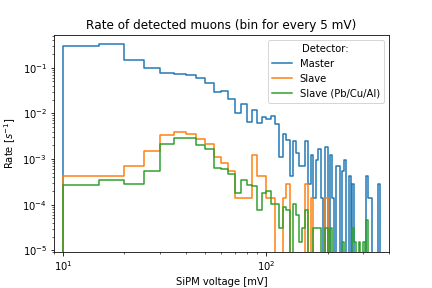 Rate of detected muons (bin for every 5 mV)
Detector:
Master
Slave
Slave (Pb/Cu/Al)
Rate [s⁻¹]
10⁻¹
10⁻²
10⁻³
10⁻⁴
10⁻⁵
10¹ 10²
SiPM voltage [mV]